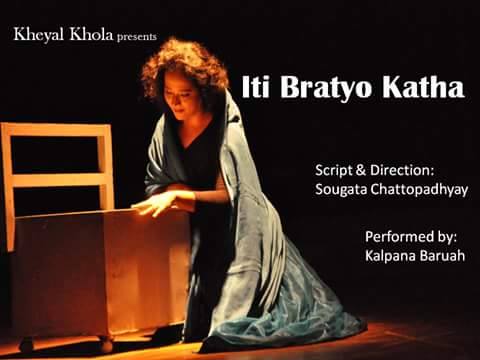 Kheyal Khola presents
Iti Bratyo Katha
Script & Direction:
Sougata Chattopadhyay
Performed by:
Kalpana Baruah